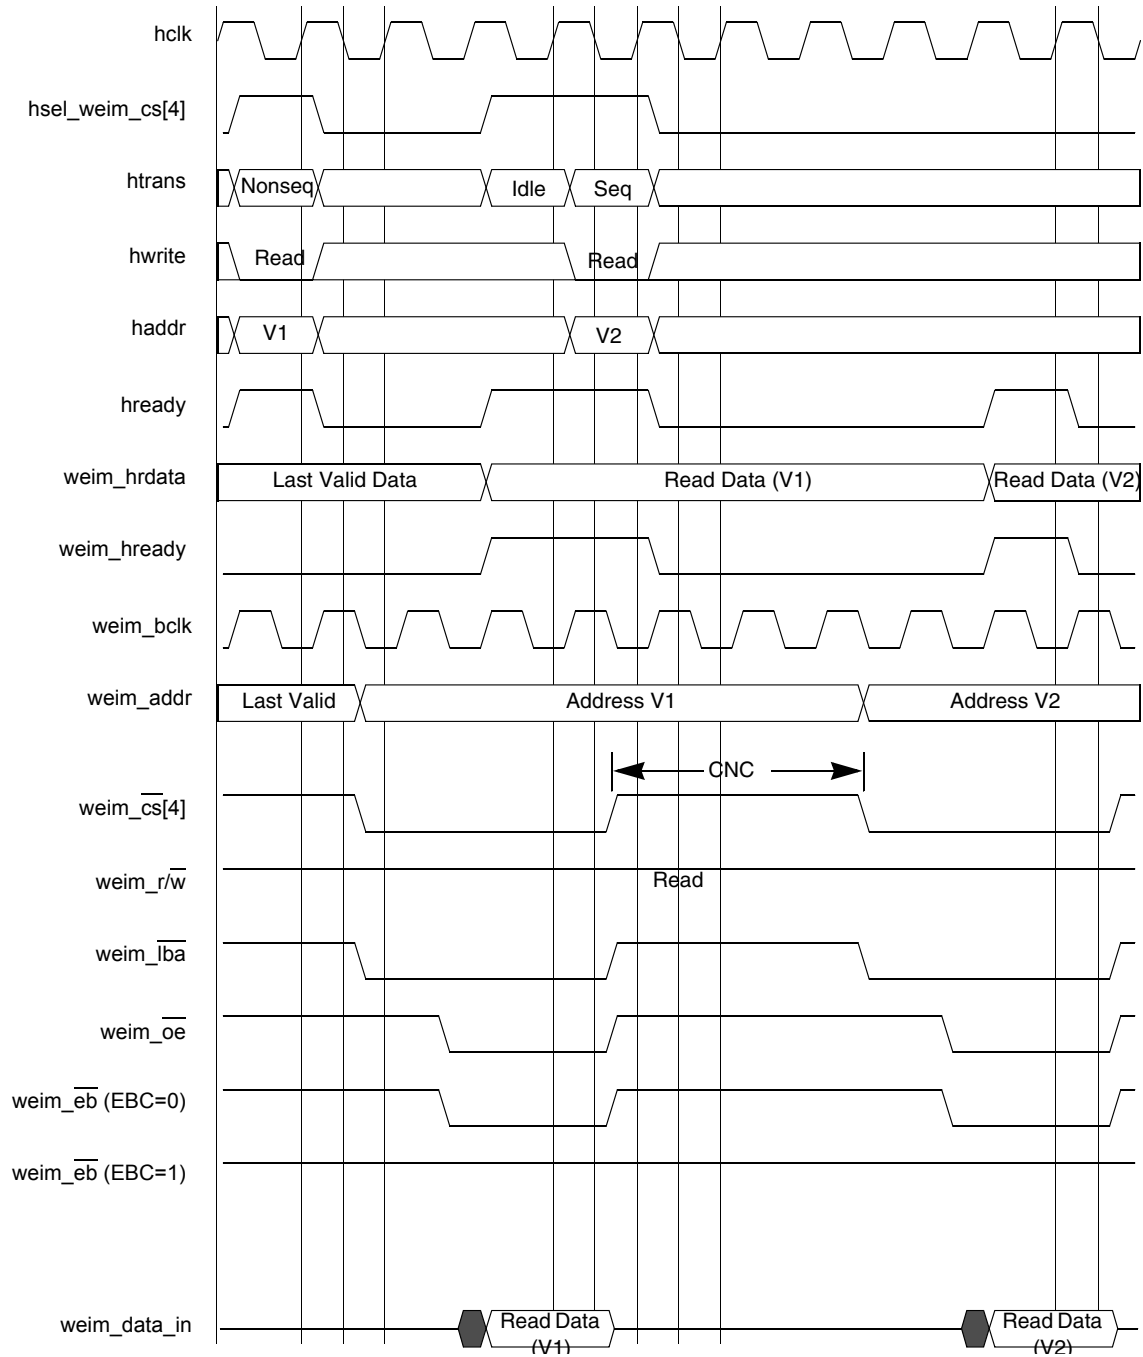 hclk
hsel_weim_cs[4]
htrans Nonseq Idle Seq
hwrite Read Read
haddr V1 V2
hready
weim_hrdata Last Valid Data Read Data (V1) Read Data (V2)
weim_hready
weim_bclk
weim_addr Last Valid Address V1 Address V2
CNC
weim_cs[4]
weim_r/w Read
weim_lba
weim_oe
weim_eb (EBC=0)
weim_eb (EBC=1)
weim_data_in Read Data (V1) Read Data (V2)